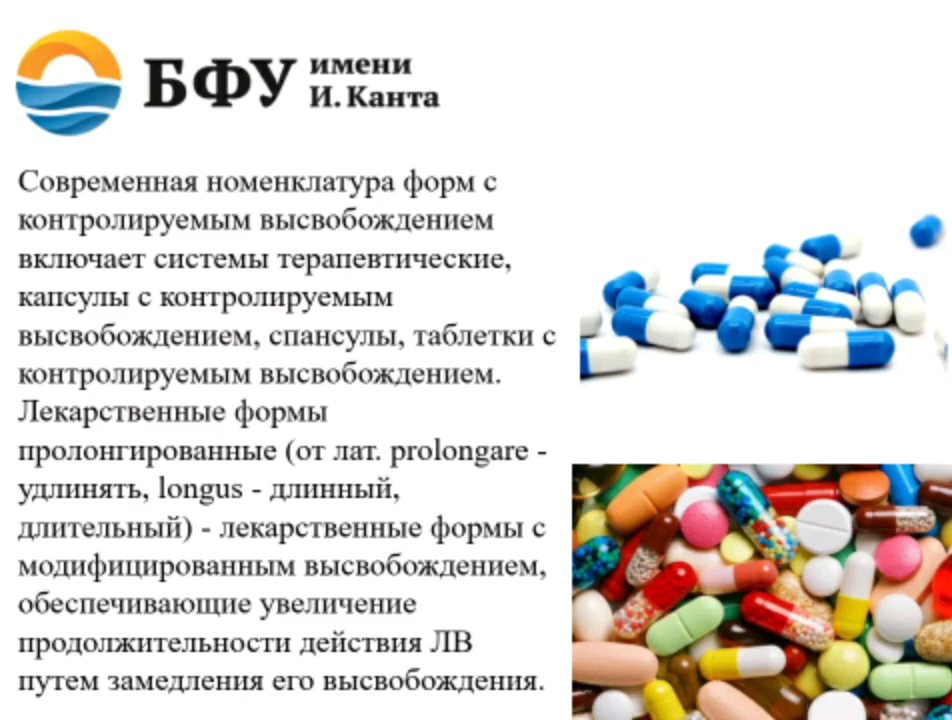 БФУ имени
И. Канта
Современная номенклатура форм с
контролируемым высвобождением
включает системы терапевтические,
капсулы с контролируемым
высвобождением, спансулы, таблетки с
контролируемым высвобождением.
Лекарственные формы
пролонгированные (от лат. prolongare -
удлинять, longus - длинный,
длительный) - лекарственные формы с
модифицированным высвобождением,
обеспечивающие увеличение
продолжительности действия ЛВ
путем замедления его высвобождения.